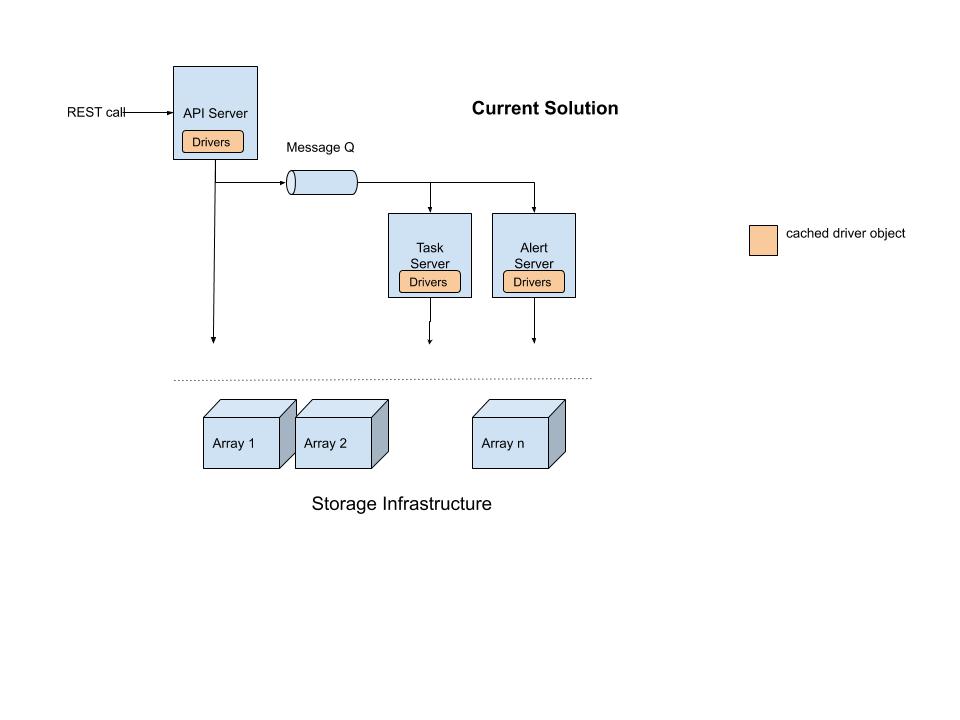 Current Solution
REST call
API Server
Drivers
Message Q
Task
Server
Drivers
Alert
Server
Drivers
cached driver object
Array 1
Array 2
Array n
Storage Infrastructure